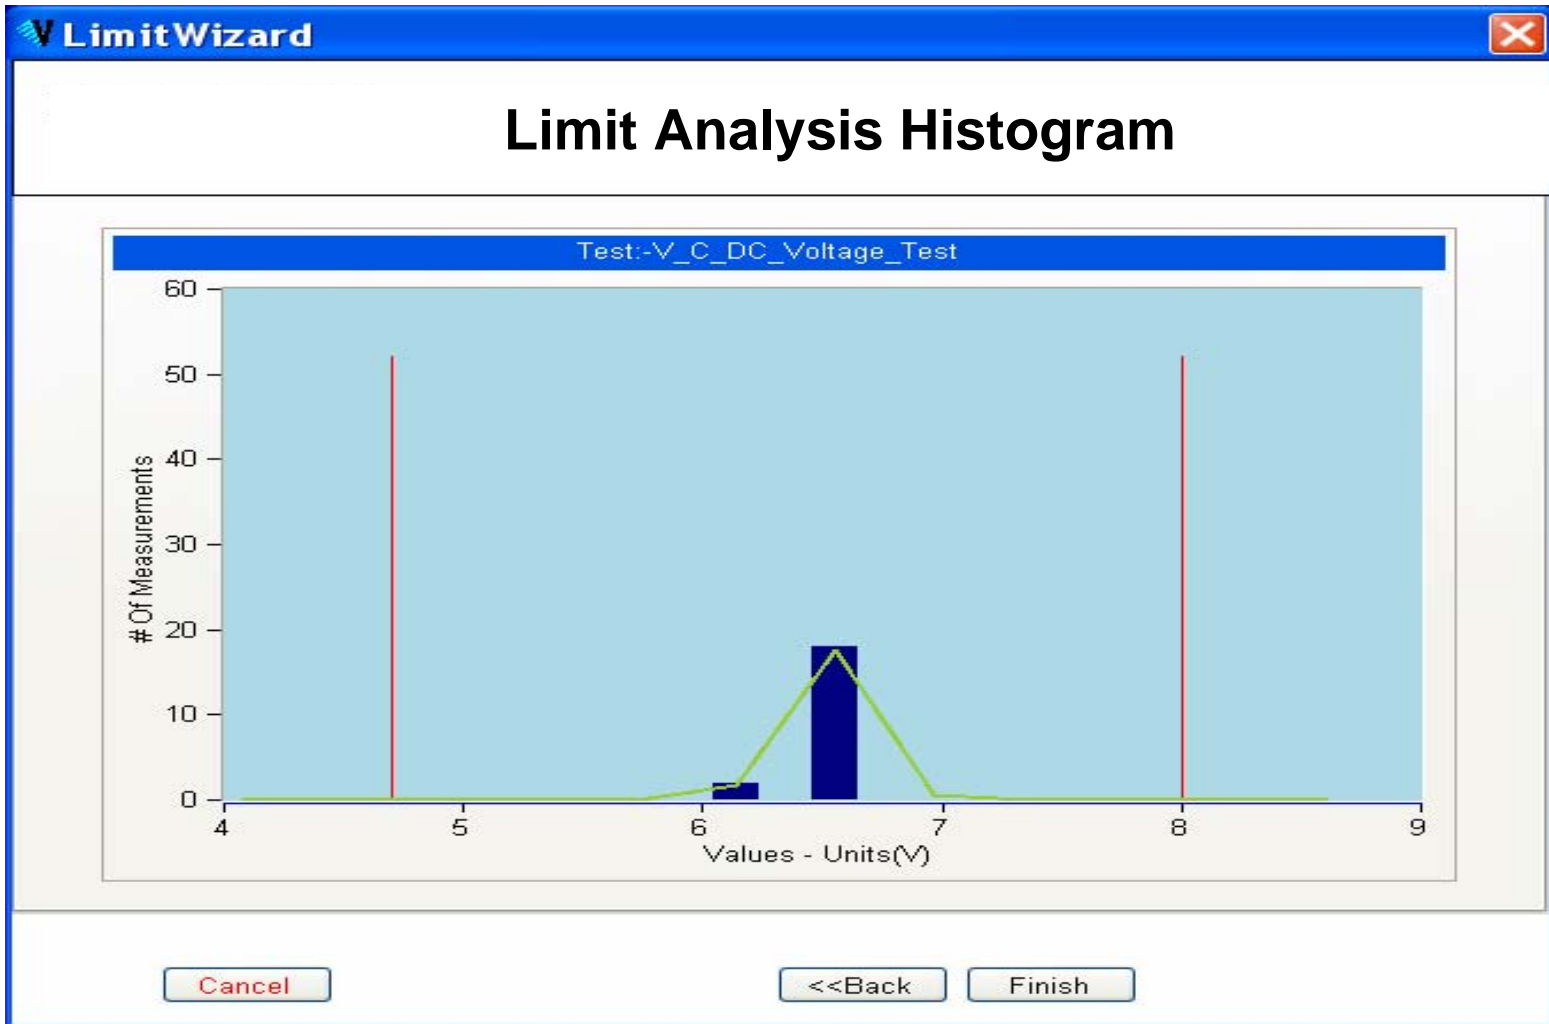 LimitWizard
Limit Analysis Histogram
Test:-V_C_DC_Voltage_Test
60
50
40
30
20
10
0
# Of Measurements
4 5 6 7 8 9
Values - Units(V)
Cancel <<Back Finish